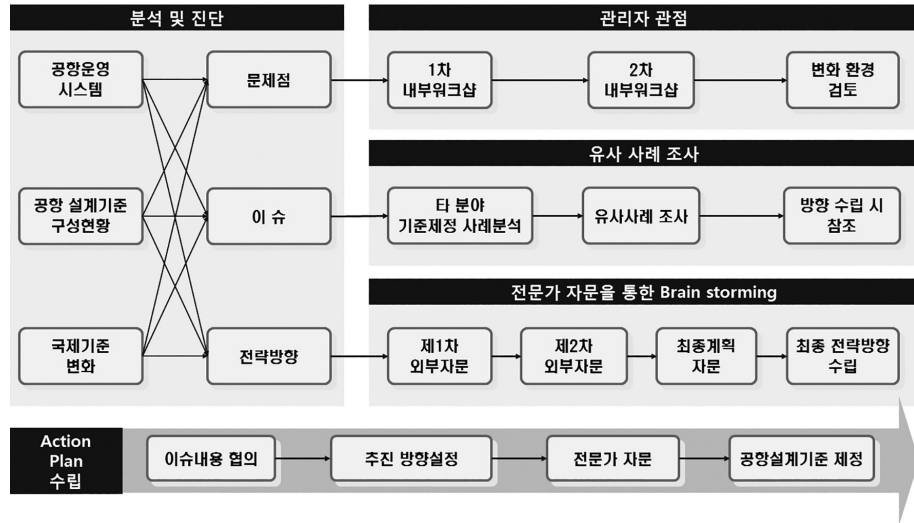 분석 및 진단
공항운영
시스템
공항 설계기준
구성현황
국제기준
변화
문제점
이 슈
전략방향
관리자 관점
1차
내부워크샵
2차
내부워크샵
변화 환경
검토
유사 사례 조사
타 분야
기준제정 사례분석
유사사례 조사
방향 수립 시
참조
전문가 자문을 통한 Brain storming
제1차
외부자문
제2차
외부자문
최종계획
자문
최종 전략방향
수립
Action
Plan
수립
이슈내용 협의
추진 방향설정
전문가 자문
공항설계기준 제정